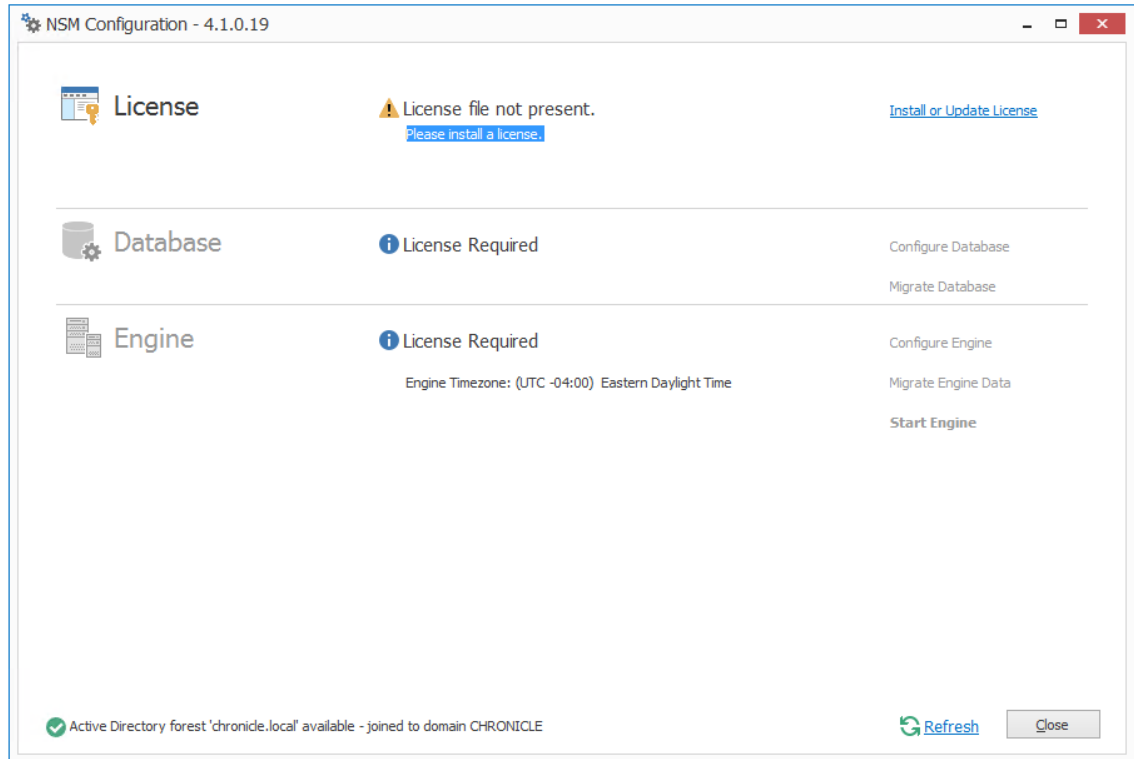 NSM Configuration - 4.1.0.19
License
License file not present.
Install or Update License
Please install a license.
Database
License Required
Configure Database
Migrate Database
Engine
License Required
Configure Engine
Engine Timezone: (UTC -04:00) Eastern Daylight Time
Migrate Engine Data
Start Engine
Active Directory forest 'chronicle.local' available - joined to domain CHRONICLE
Refresh
Close